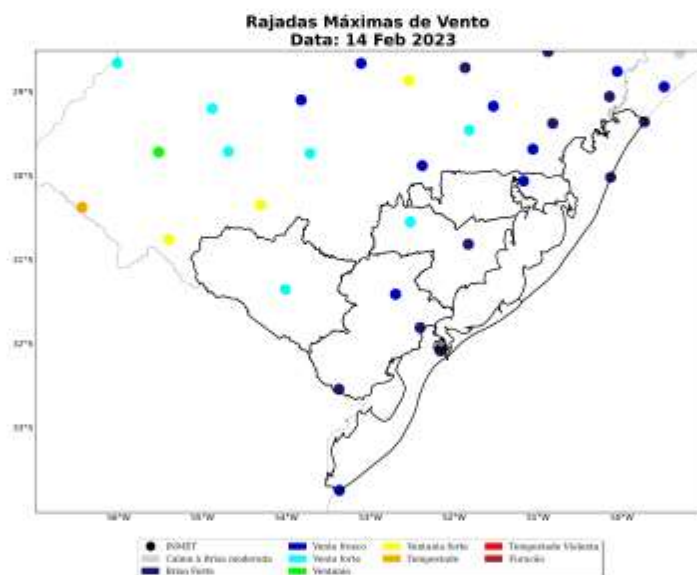 Rajadas Máximas de Vento
Data: 14 Feb 2023
29°S
30°S
31°S
32°S
33°S
56°W 55°W 54°W 53°W 52°W 51°W 50°W
INMET Vento fresco Ventania forte Tempestade Violenta
Calmo à Brisa moderada Vento forte Tempestade Furacão
Brisa Forte Ventania